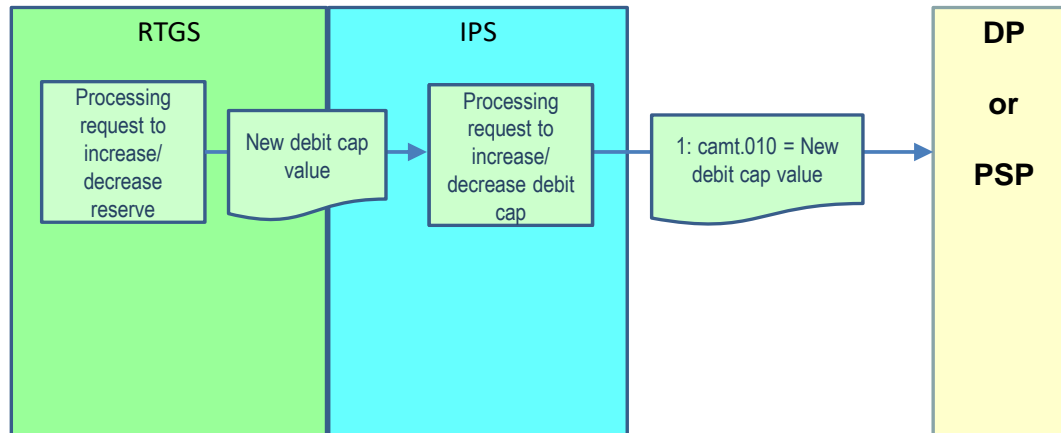 RTGS
IPS
DP
or
PSP
Processing
request to
increase/
decrease
reserve
New debit cap
value
Processing
request to
increase/
decrease debit
cap
1: camt.010 = New
debit cap value